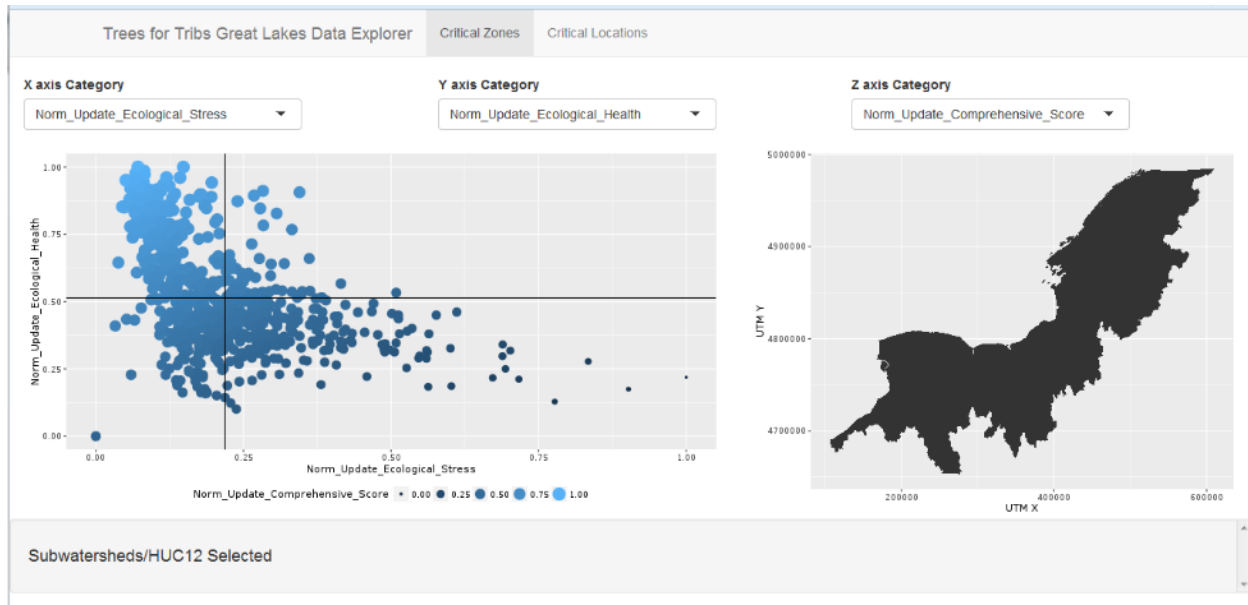 Trees for Tribs Great Lakes Data Explorer Critical Zones Critical Locations
X axis Category Y axis Category Z axis Category
Norm_Update_Ecological_Stress Norm_Update_Ecological_Health Norm_Update_Comprehensive_Score
1.00
0.75
0.50
0.25
0.00
Norm_Update_Ecological_Health
0.00 0.25 0.50 0.75 1.00
Norm_Update_Ecological_Stress
Norm_Update_Comprehensive_Score 0.00 0.25 0.50 0.75 1.00
5000000
4900000
4800000
4700000
UTM Y
200000 400000 600000
UTM X
Subwatersheds/HUC12 Selected